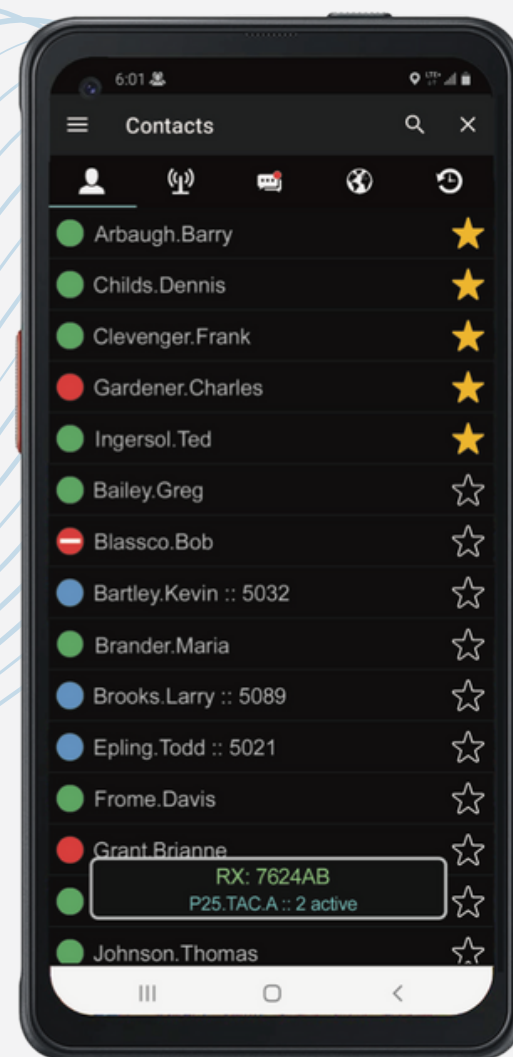 6:01
LTE+
Contacts
Arbaugh.Barry
Childs.Dennis
Clevenger.Frank
Gardener.Charles
Ingersol.Ted
Bailey.Greg
Blassco.Bob
Bartley.Kevin :: 5032
Brander.Maria
Brooks.Larry :: 5089
Epling.Todd :: 5021
Frome.Davis
Grant.Brianne
RX: 7624AB
P25.TAC.A :: 2 active
Johnson.Thomas